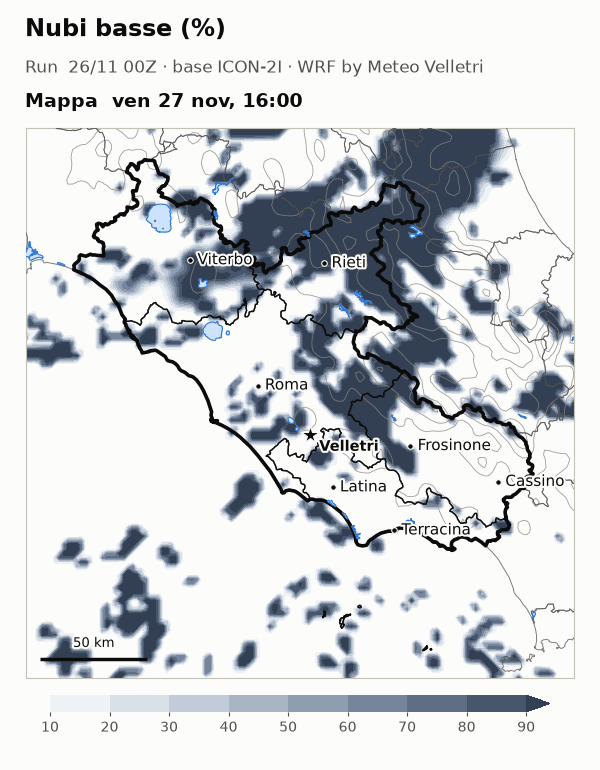 Nubi basse (%)
Run  26/11 00Z · base ICON-2I · WRF by Meteo Velletri
Mappa  ven 27 nov, 16:00
Viterbo
Rieti
Roma
Velletri
Frosinone
Cassino
Latina
Terracina
50 km
10 20 30 40 50 60 70 80 90